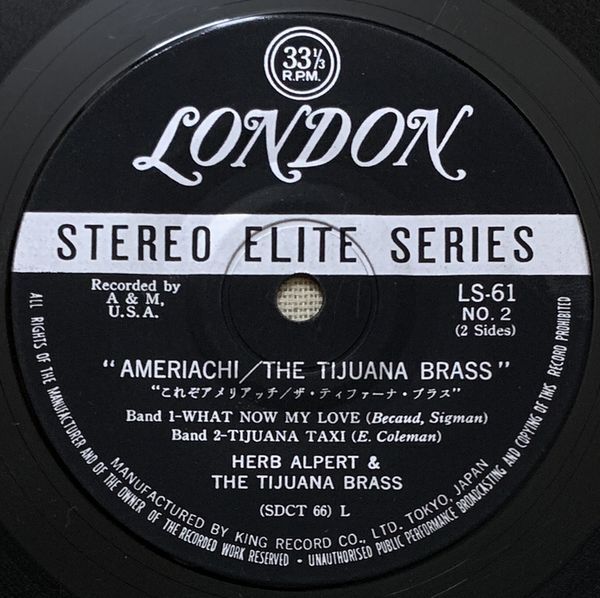 33 1/3
R.P.M.
LONDON
STEREO ELITE SERIES
Recorded by
A & M,
U.S.A.
LS-61
NO. 2
(2 Sides)
"AMERIACHI/THE TIJUANA BRASS"
"これぞアメリアッチ/ザ・ティファーナ・ブラス"
Band 1-WHAT NOW MY LOVE (Becaud, Sigman)
Band 2-TIJUANA TAXI (E. Coleman)
HERB ALPERT &
THE TIJUANA BRASS
(SDCT 66) L
MANUFACTURED BY KING RECORD CO., LTD. TOKYO, JAPAN
ALL RIGHTS OF THE MANUFACTURER AND OF THE OWNER OF THE RECORDED WORK RESERVED • UNAUTHORISED PUBLIC PERFORMANCE BROADCASTING AND COPYING OF THIS RECORD PROHIBITED